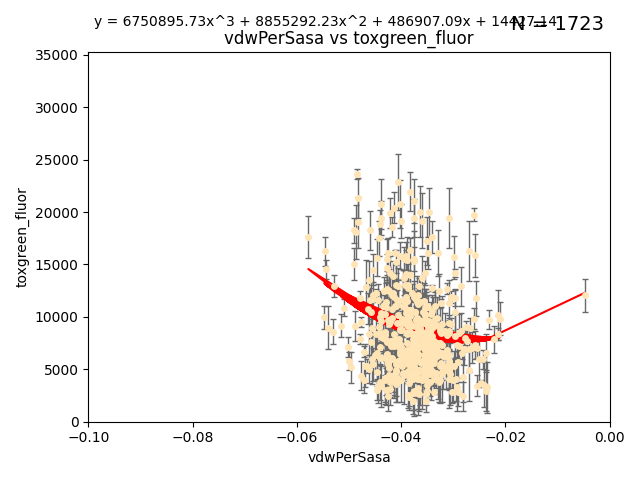 y = 6750895.73x^3 + 8855292.23x^2 + 486907.09x + 14427.14
N = 1723
vdwPerSasa vs toxgreen_fluor
35000
30000
25000
20000
15000
10000
5000
0
toxgreen_fluor
−0.10
−0.08
−0.06
−0.04
−0.02
0.00
vdwPerSasa